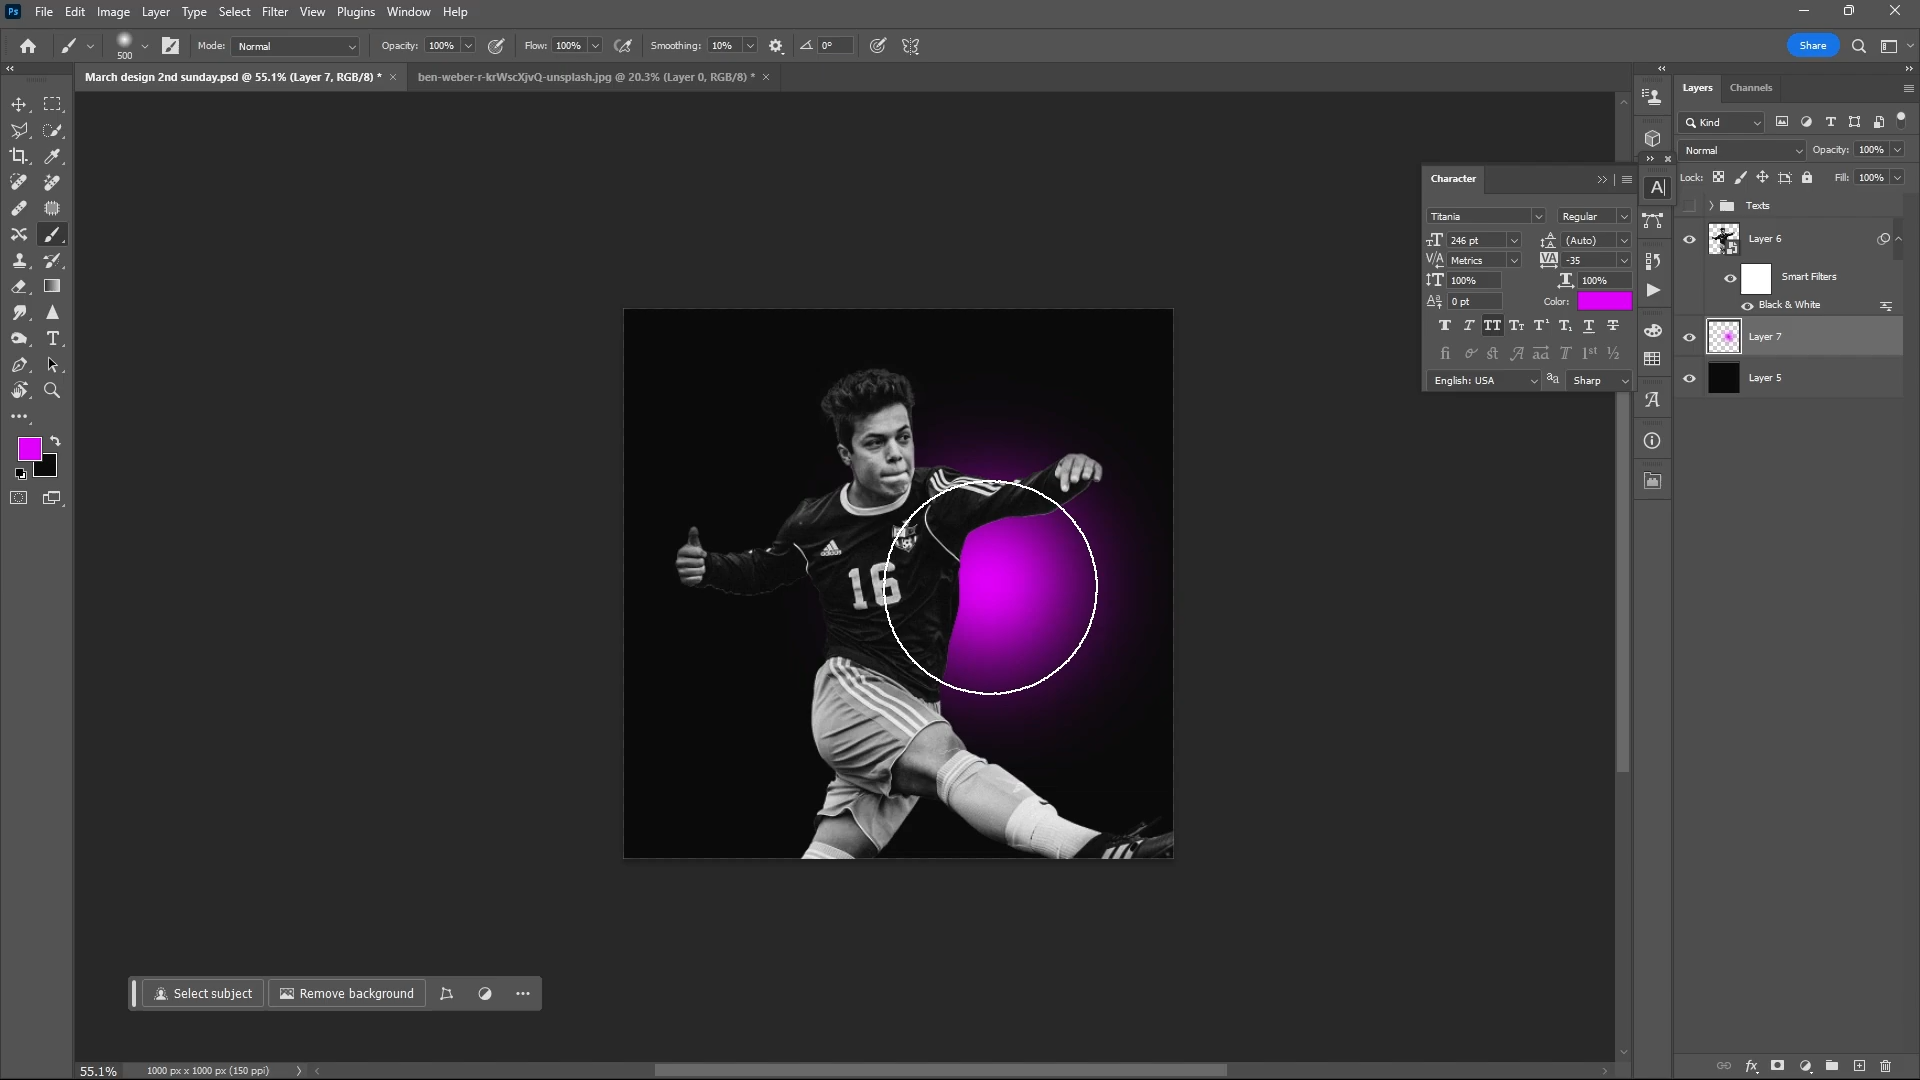 Ps File Edit Image Layer Type Select Filter View Plugins Window Help
500 Mode: Normal Opacity: 100% Flow: 100% Smoothing: 10% 0° Share
March design 2nd sunday.psd @ 55.1% (Layer 7, RGB/8) * ben-weber-r-krWscXjvQ-unsplash.jpg @ 20.3% (Layer 0, RGB/8) *
Layers Channels
Kind
Normal Opacity: 100%
Lock: Fill: 100%
Texts
Layer 6
Smart Filters
Black & White
Layer 7
Layer 5
Character
Titania Regular
246 pt (Auto)
Metrics -35
100% 100%
0 pt Color:
English: USA Sharp
adidas
16
Select subject Remove background
55.1% 1000 px x 1000 px (150 ppi)